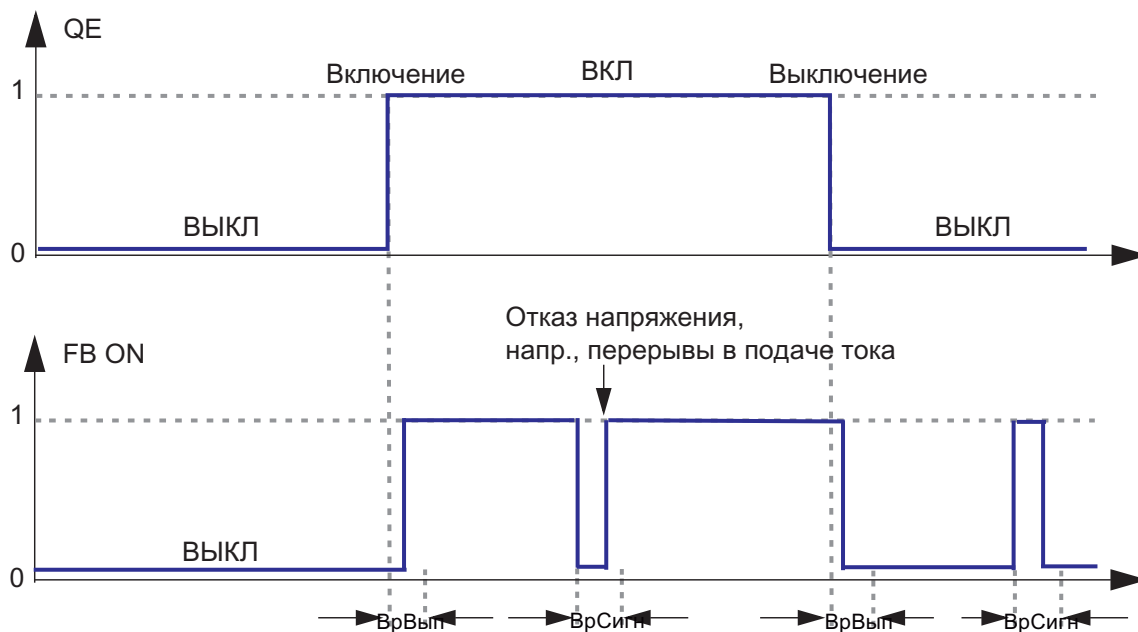 QE
Включение
ВКЛ
Выключение
1
ВЫКЛ
ВЫКЛ
0
Отказ напряжения,
напр., перерывы в подаче тока
FB ON
1
ВЫКЛ
0
ВрВып
ВрСигн
ВрВып
ВрСигн